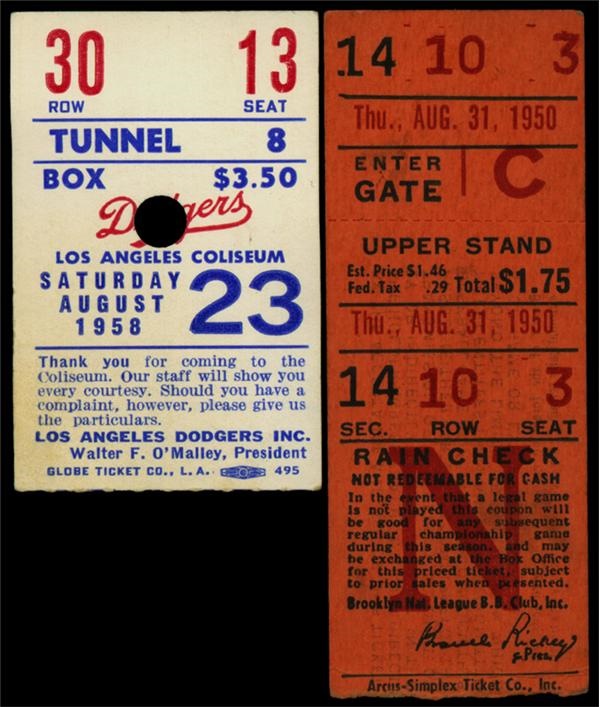 30 13
ROW SEAT
TUNNEL 8
BOX $3.50
Dodgers
LOS ANGELES COLISEUM
SATURDAY
AUGUST
1958
23
Thank you for coming to the
Coliseum. Our staff will show you
every courtesy. Should you have a
complaint, however, please give us
the particulars.
LOS ANGELES DODGERS INC.
Walter F. O'Malley, President
GLOBE TICKET CO., L.A. 495
14 10 3
Thu., AUG. 31, 1950
ENTER
GATE
C
UPPER STAND
Est. Price $1.46
Fed. Tax .29
Total $1.75
Thu., AUG. 31, 1950
14 10 3
SEC. ROW SEAT
RAIN CHECK
NOT REDEEMABLE FOR CASH
N
In the event that a legal game
is not played this coupon will
be good for any subsequent
regular championship game
during this season, and may
be exchanged at the Box Office
for this priced ticket, subject
to prior sales when presented.
Brooklyn Nat. League B.B. Club, Inc.
Branch Rickey
Pres.
Arcus-Simplex Ticket Co., Inc.